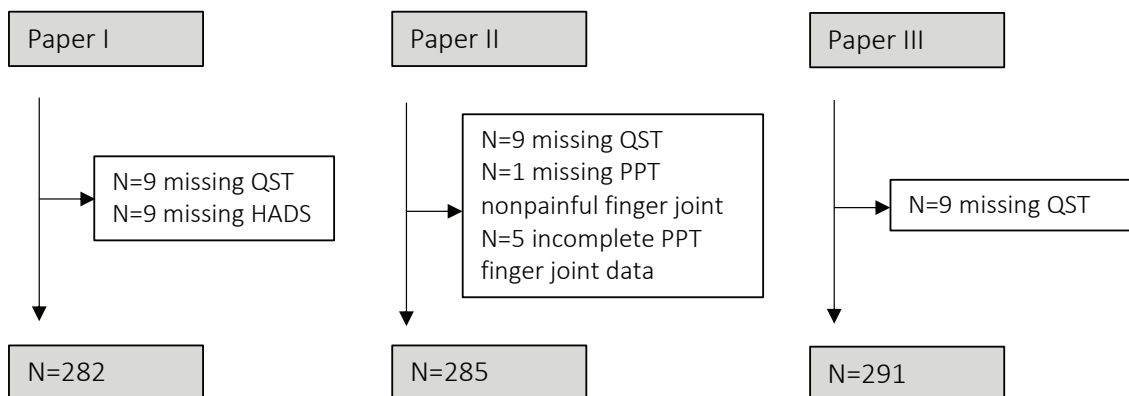 Paper I
N=9 missing QST
N=9 missing HADS
N=282
Paper II
N=9 missing QST
N=1 missing PPT
nonpainful finger joint
N=5 incomplete PPT
finger joint data
N=285
Paper III
N=9 missing QST
N=291